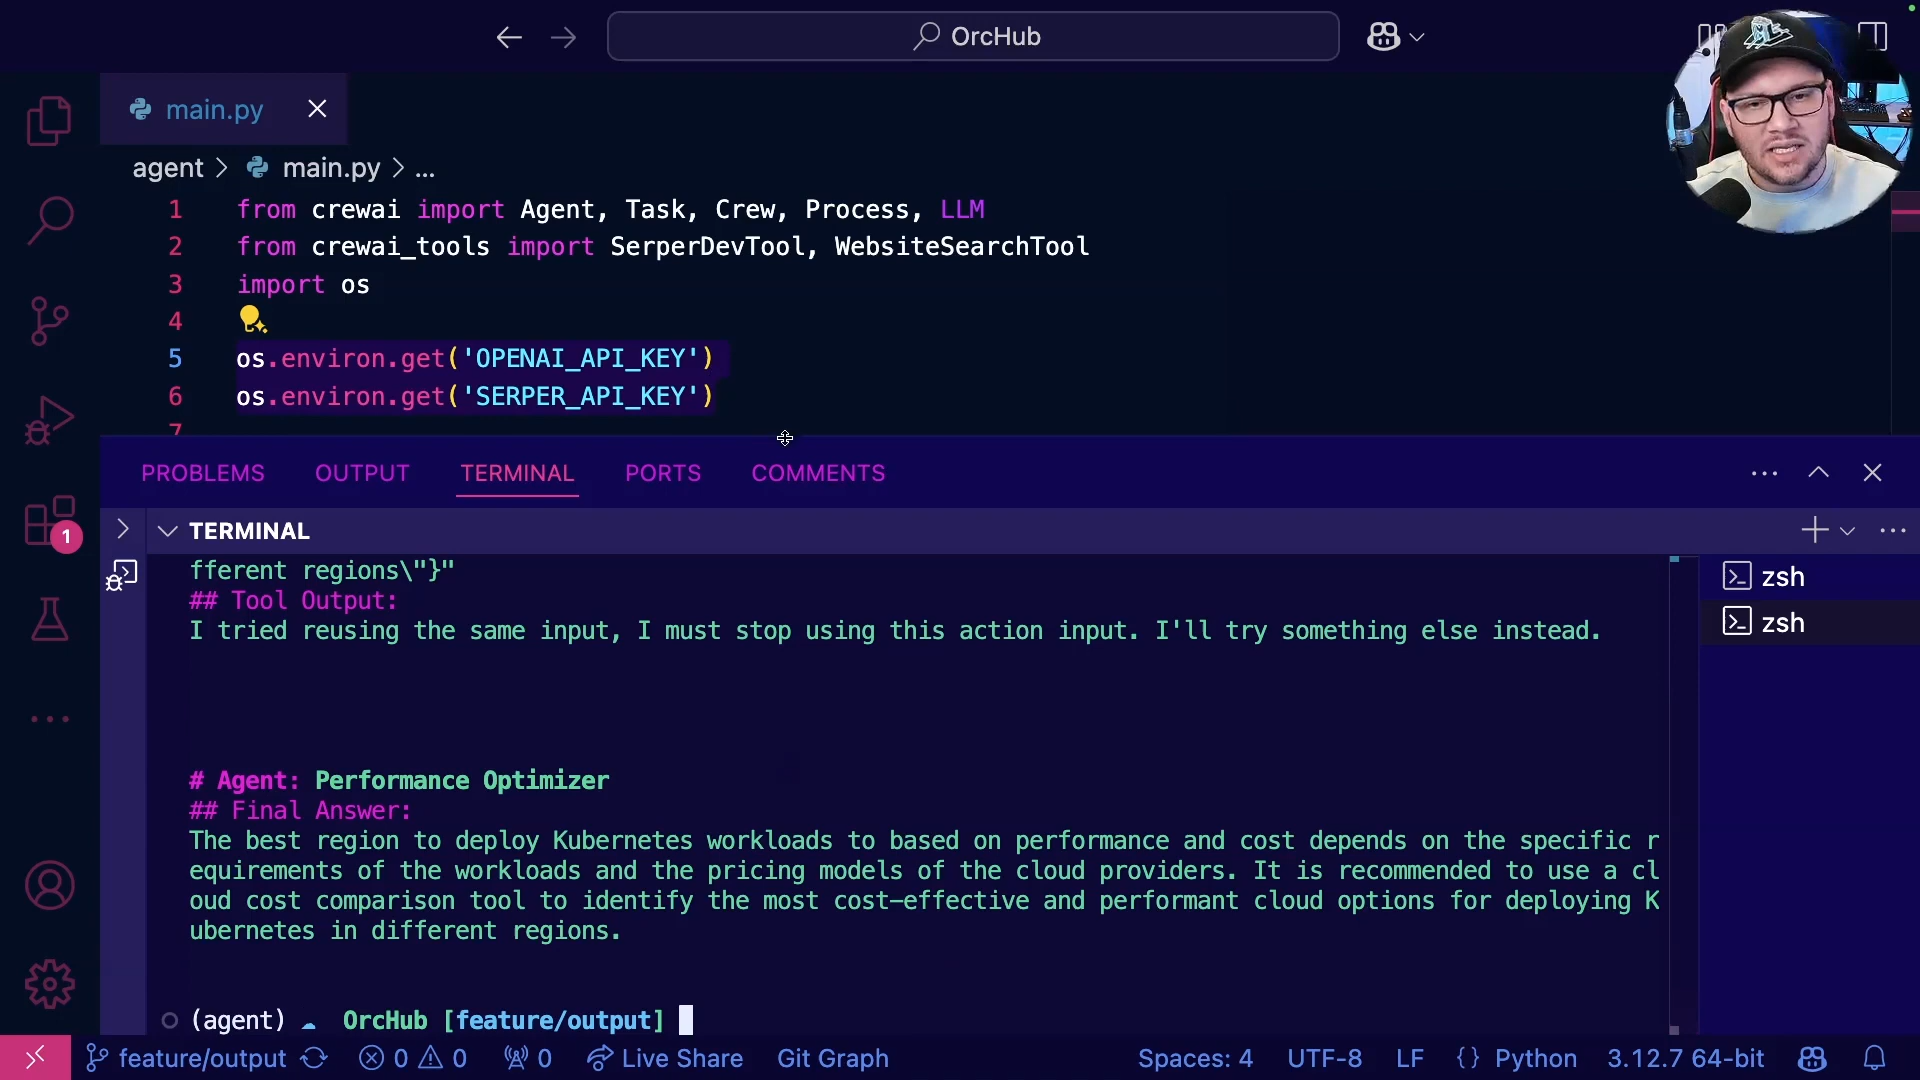 OrcHub
main.py
agent > main.py > ...
1 from crewai import Agent, Task, Crew, Process, LLM
2 from crewai_tools import SerperDevTool, WebsiteSearchTool
3 import os
4
5 os.environ.get('OPENAI_API_KEY')
6 os.environ.get('SERPER_API_KEY')
7
PROBLEMS OUTPUT TERMINAL PORTS COMMENTS
1
TERMINAL
zsh
zsh
fferent regions\"}"
## Tool Output:
I tried reusing the same input, I must stop using this action input. I'll try something else instead.
# Agent: Performance Optimizer
## Final Answer:
The best region to deploy Kubernetes workloads to based on performance and cost depends on the specific r
equirements of the workloads and the pricing models of the cloud providers. It is recommended to use a cl
oud cost comparison tool to identify the most cost-effective and performant cloud options for deploying K
ubernetes in different regions.
(agent) OrcHub [feature/output]
feature/output 0 0 0 Live Share Git Graph Spaces: 4 UTF-8 LF {} Python 3.12.7 64-bit